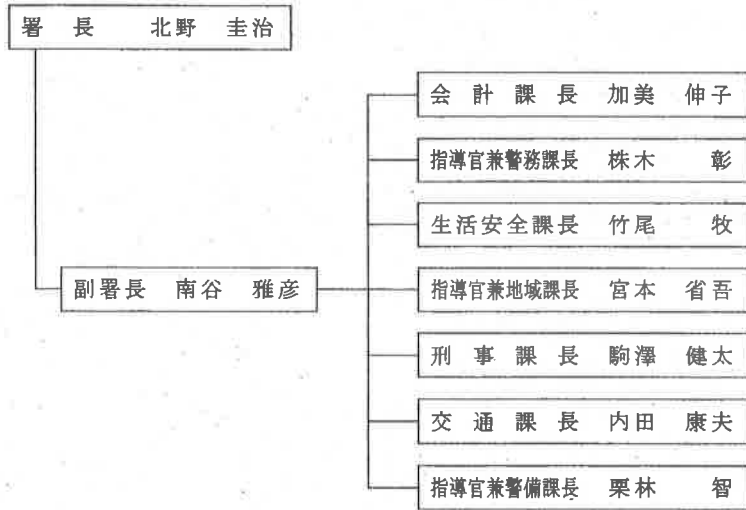 署長 北野 圭治
会計課長 加美 伸子
指導官兼警務課長 株木 彰
生活安全課長 竹尾 牧
副署長 南谷 雅彦
指導官兼地域課長 宮本 省吾
刑事課長 駒澤 健太
交通課長 内田 康夫
指導官兼警備課長 栗林 智